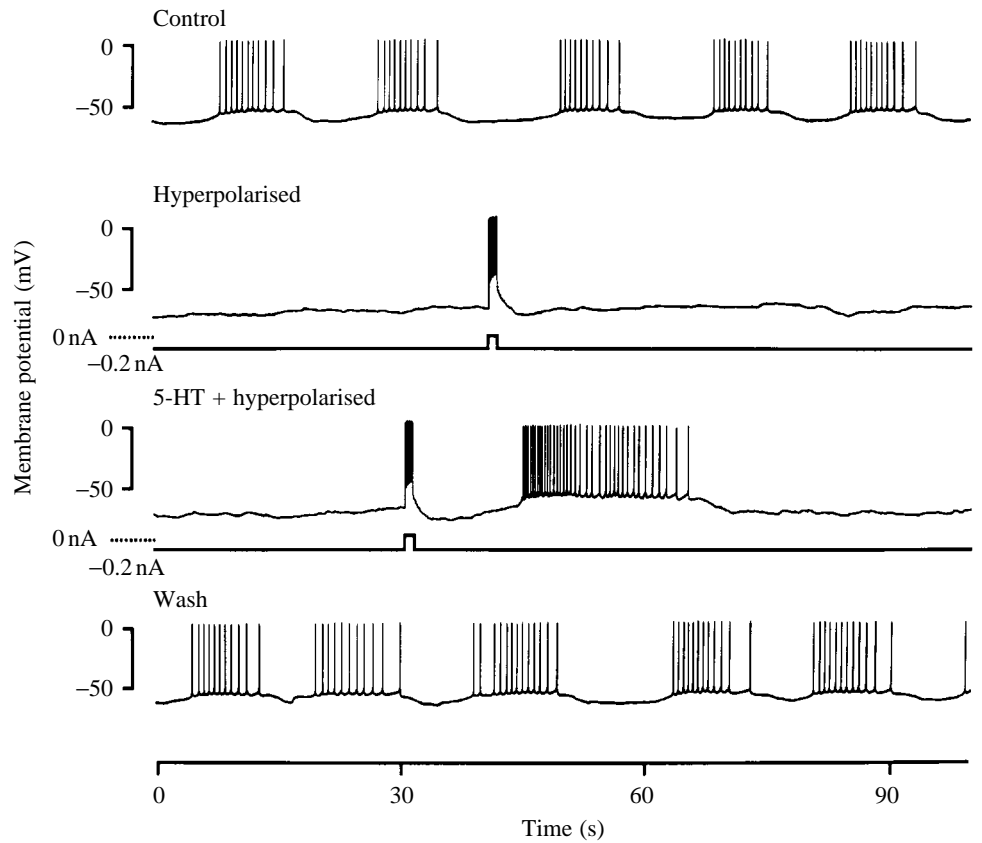 Control
0
−50
Hyperpolarised
0
−50
0 nA
−0.2 nA
5-HT + hyperpolarised
0
−50
0 nA
−0.2 nA
Wash
0
−50
Membrane potential (mV)
0 30 60 90
Time (s)